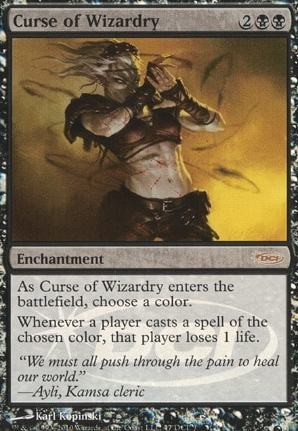 Curse of Wizardry 2
DCI
Enchantment
As Curse of Wizardry enters the
battlefield, choose a color.
Whenever a player casts a spell of the
chosen color, that player loses 1 life.
“We must all push through the pain to heal
our world.”
—Ayli, Kamsa cleric
Karl Kopinski